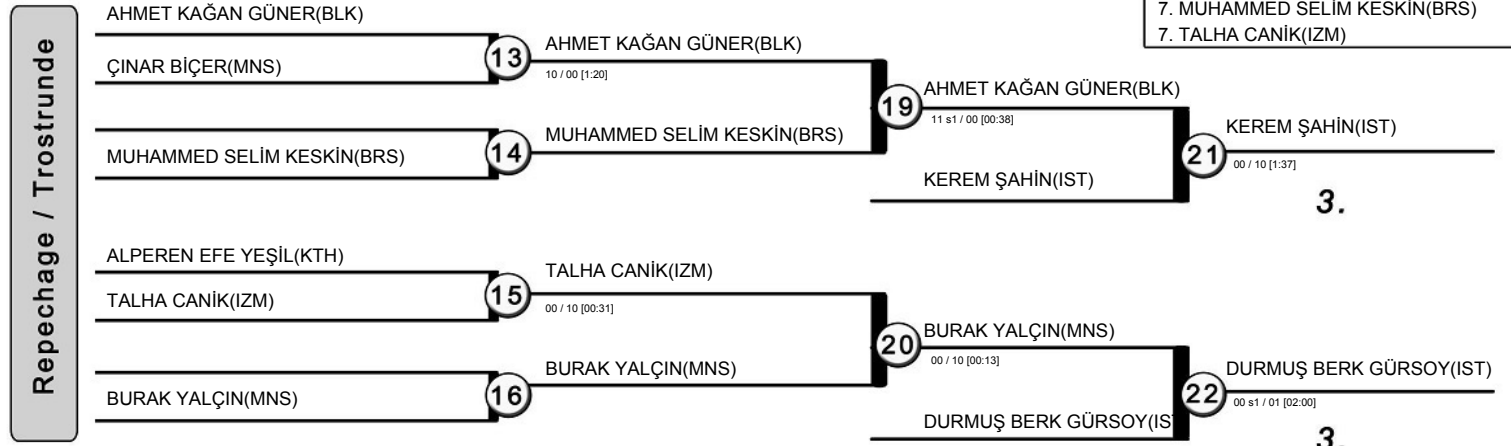 7. MUHAMMED SELİM KESKİN(BRS)
7. TALHA CANİK(IZM)
Repechage / Trostrunde
AHMET KAĞAN GÜNER(BLK)
ÇINAR BİÇER(MNS)
13
AHMET KAĞAN GÜNER(BLK)
10 / 00 [1:20]
MUHAMMED SELİM KESKİN(BRS)
14
MUHAMMED SELİM KESKİN(BRS)
19
AHMET KAĞAN GÜNER(BLK)
11 s1 / 00 [00:38]
KEREM ŞAHİN(IST)
21
KEREM ŞAHİN(IST)
00 / 10 [1:37]
3.
ALPEREN EFE YEŞİL(KTH)
TALHA CANİK(IZM)
15
TALHA CANİK(IZM)
00 / 10 [00:31]
BURAK YALÇIN(MNS)
16
BURAK YALÇIN(MNS)
20
BURAK YALÇIN(MNS)
00 / 10 [00:13]
DURMUŞ BERK GÜRSOY(IS
22
DURMUŞ BERK GÜRSOY(IST)
00 s1 / 01 [02:00]
3.